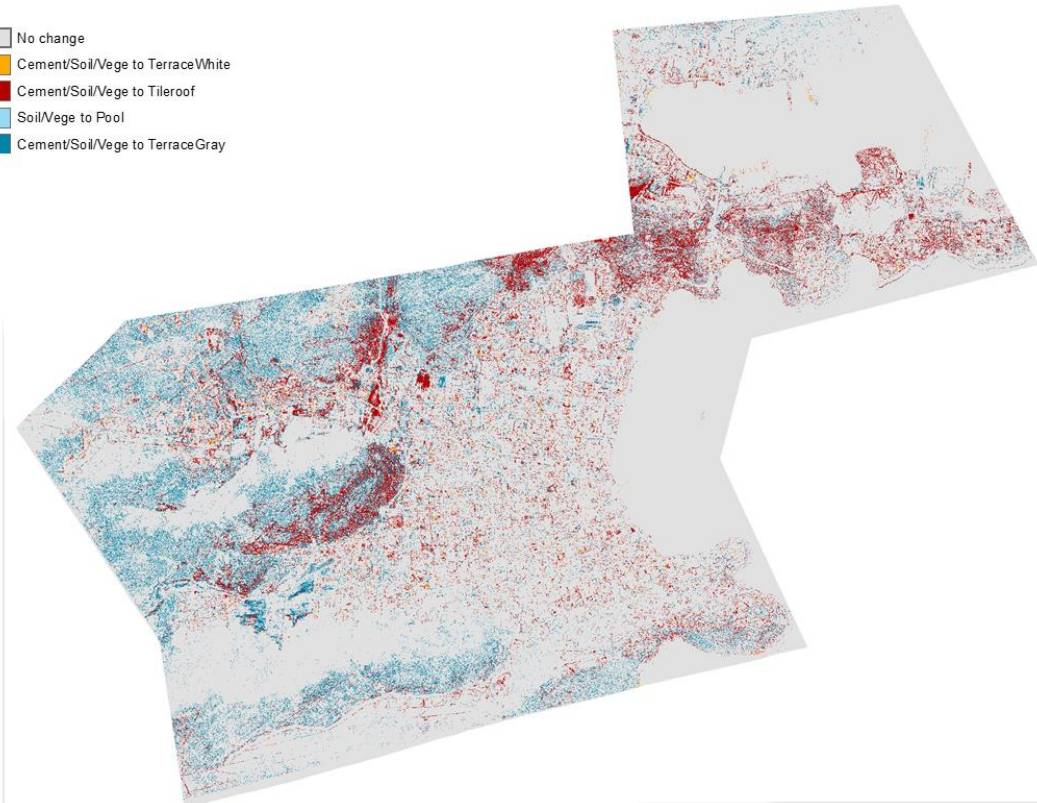 No change
Cement/Soil/Vege to TerraceWhite
Cement/Soil/Vege to Tileroof
Soil/Vege to Pool
Cement/Soil/Vege to TerraceGray